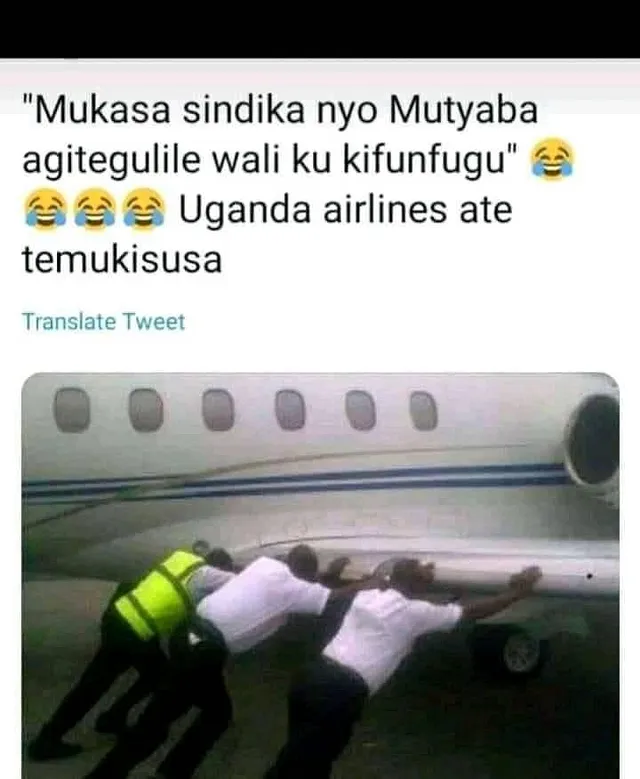 "Mukasa sindika nyo Mutyaba
agitegulile wali ku kifunfugu" 😂
😂😂😂 Uganda airlines ate
temukisusa
Translate Tweet